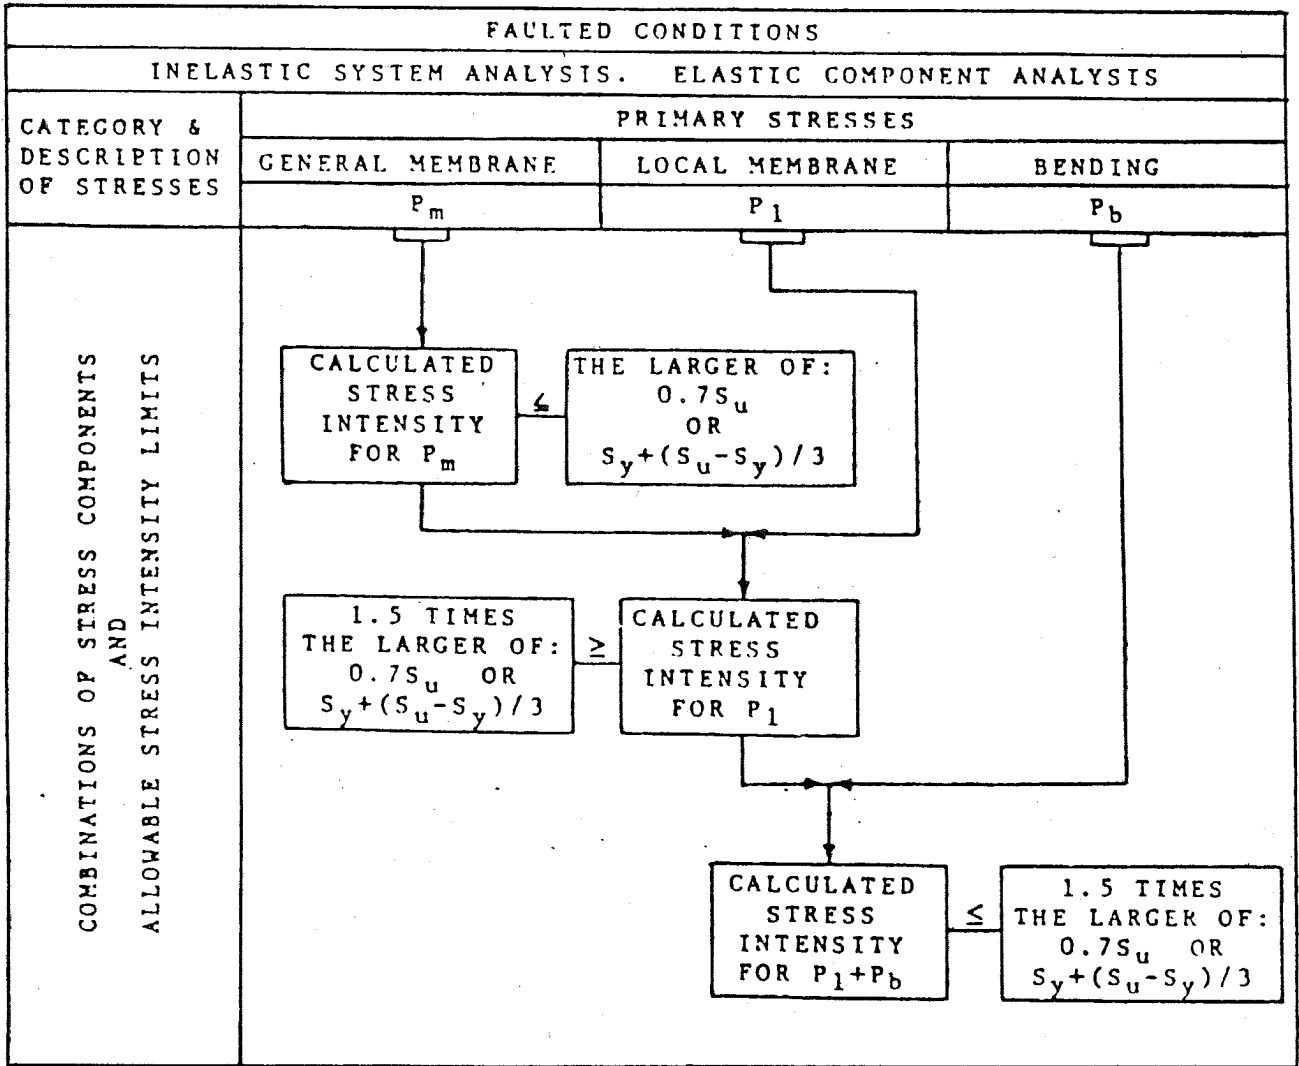 FAULTED CONDITIONS
INELASTIC SYSTEM ANALYSIS. ELASTIC COMPONENT ANALYSIS
CATEGORY &
DESCRIPTION
OF STRESSES
PRIMARY STRESSES
GENERAL MEMBRANE
LOCAL MEMBRANE
BENDING
Pm
Pl
Pb
COMBINATIONS OF STRESS COMPONENTS
AND
ALLOWABLE STRESS INTENSITY LIMITS
CALCULATED
STRESS
INTENSITY
FOR Pm
≤
THE LARGER OF:
0.7Su
OR
Sy+(Su-Sy)/3
1.5 TIMES
THE LARGER OF:
0.7Su OR
Sy+(Su-Sy)/3
≥
CALCULATED
STRESS
INTENSITY
FOR Pl
CALCULATED
STRESS
INTENSITY
FOR Pl+Pb
≤
1.5 TIMES
THE LARGER OF:
0.7Su OR
Sy+(Su-Sy)/3